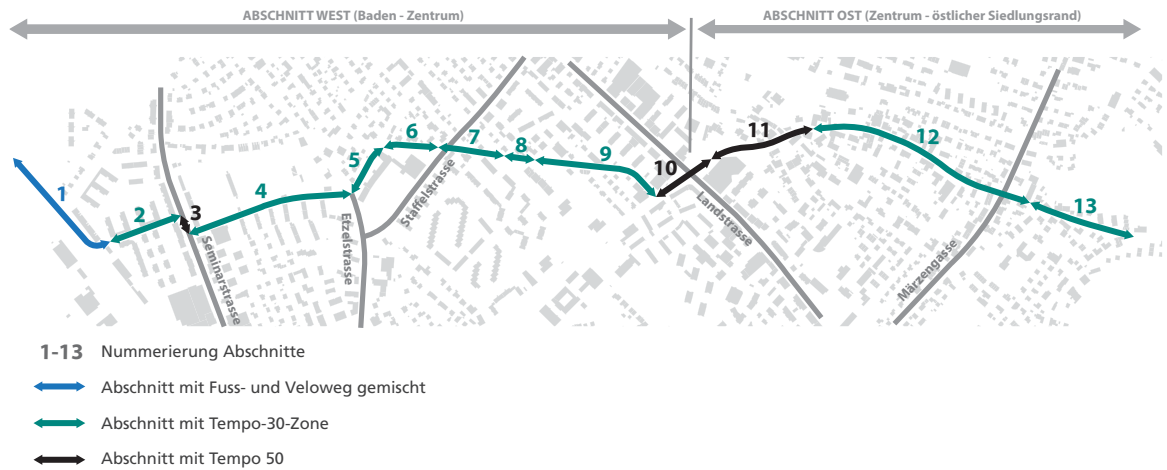 ABSCHNITT WEST (Baden - Zentrum)
ABSCHNITT OST (Zentrum - östlicher Siedlungsrand)
1
2
3
4
5
6
7
8
9
10
11
12
13
Seminarstrasse
Etzelstrasse
Staffelstrasse
Landstrasse
Märzengasse
1-13 Nummerierung Abschnitte
Abschnitt mit Fuss- und Veloweg gemischt
Abschnitt mit Tempo-30-Zone
Abschnitt mit Tempo 50